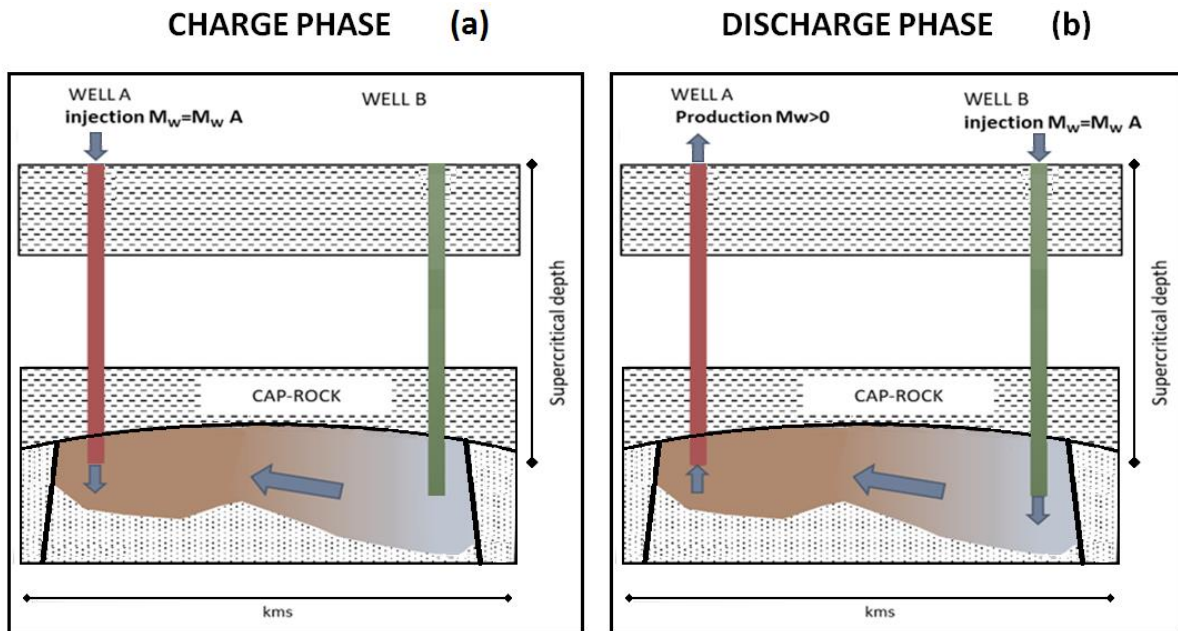 CHARGE PHASE (a)
WELL A
injection Mw=Mw A
WELL B
Supercritical depth
CAP-ROCK
kms
DISCHARGE PHASE (b)
WELL A
Production Mw>0
WELL B
injection Mw=Mw A
Supercritical depth
CAP-ROCK
kms